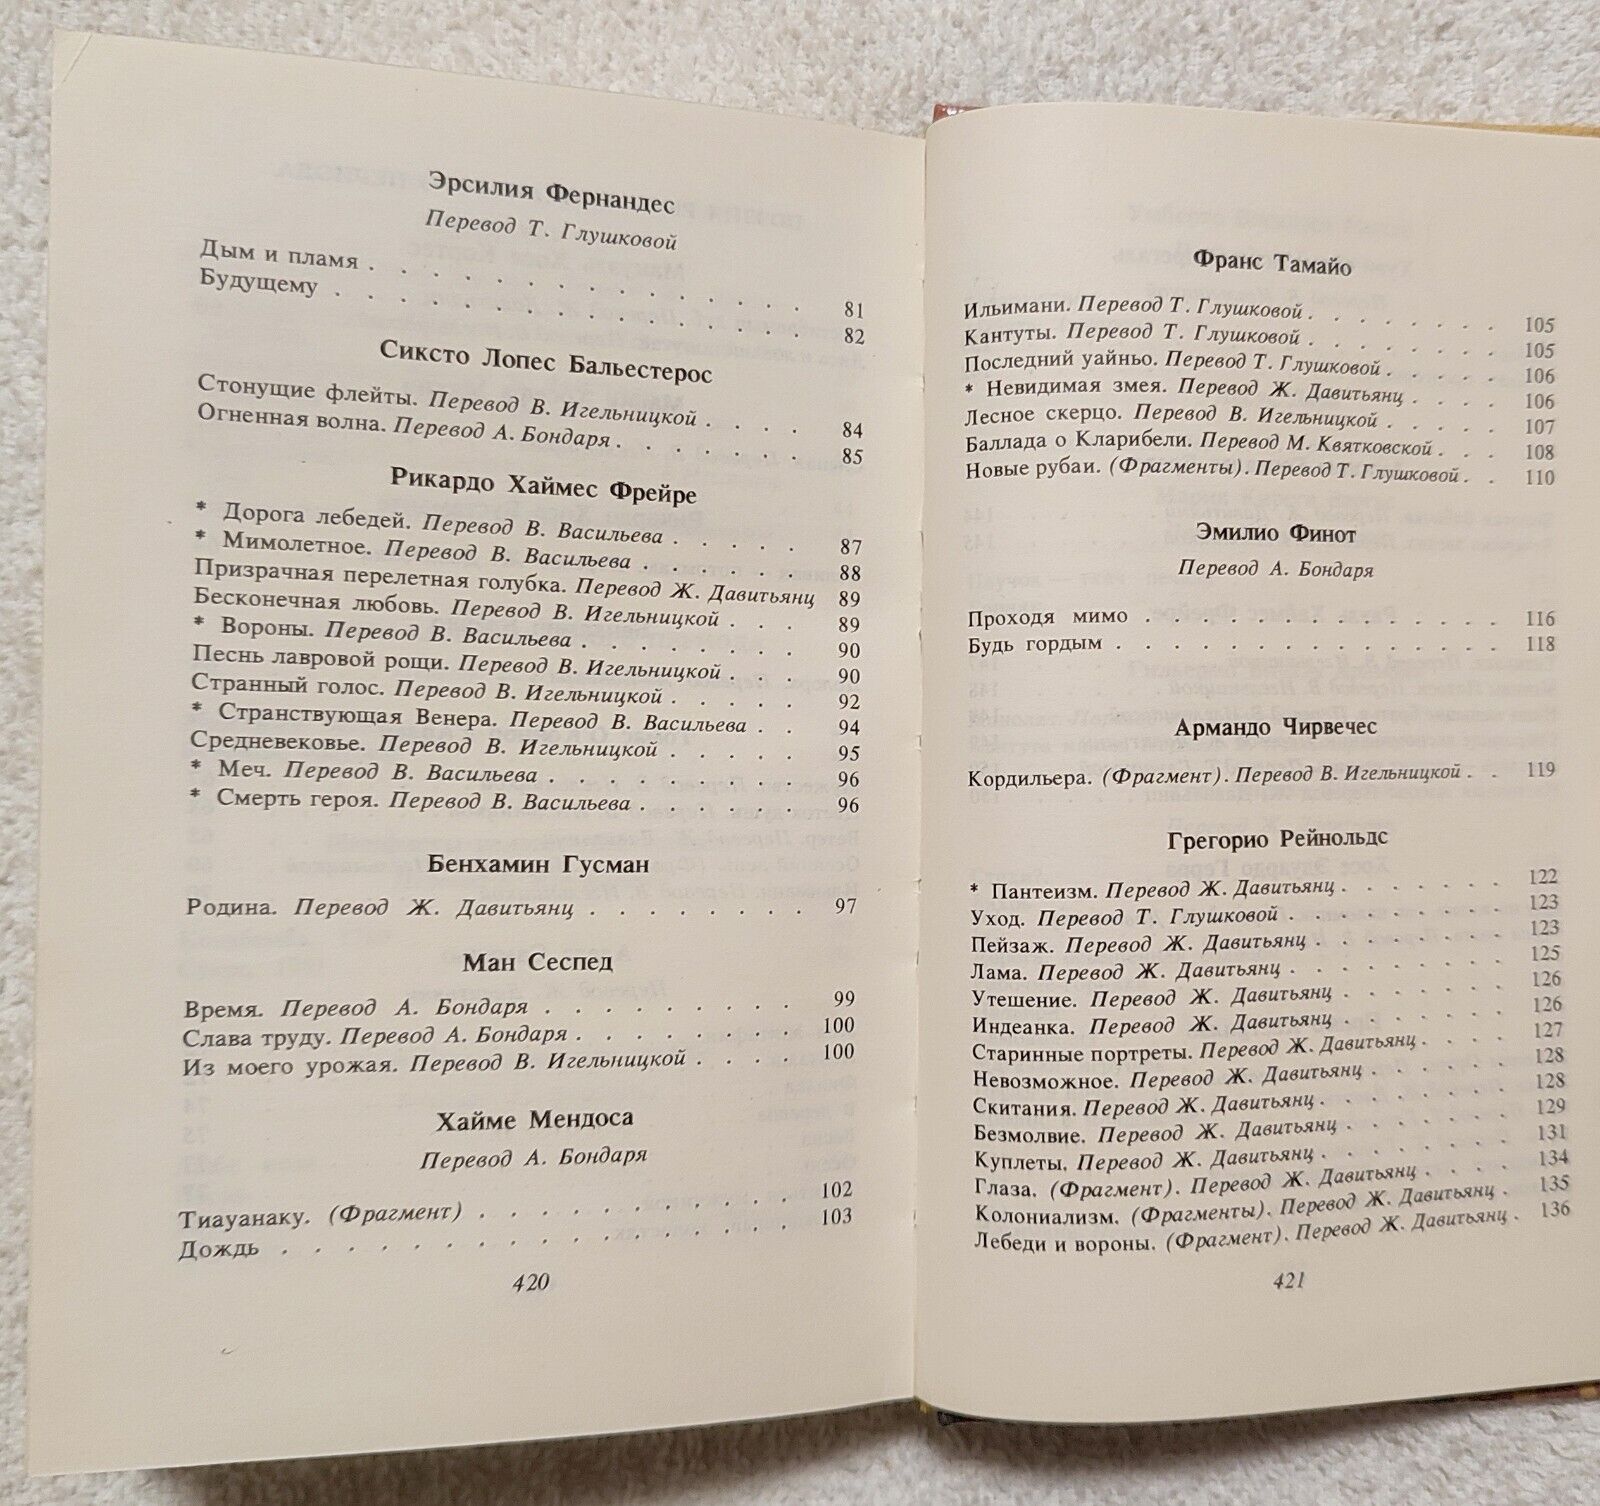 Эрсилия Фернандес
Перевод Т. Глушковой
Дым и пламя . . . . . . . . . . . . . . . . 81
Будущему . . . . . . . . . . . . . . . . . 82
Сиксто Лопес Бальестерос
Стонущие флейты. Перевод В. Игельницкой . . . . 84
Огненная волна. Перевод А. Бондаря . . . . . . . 85
Рикардо Хаймес Фрейре
* Дорога лебедей. Перевод В. Васильева . . . . . 87
* Мимолетное. Перевод В. Васильева . . . . . . 88
Призрачная перелетная голубка. Перевод Ж. Давитьянц 89
Бесконечная любовь. Перевод В. Игельницкой . . . 89
* Вороны. Перевод В. Васильева . . . . . . . . 90
Песнь лавровой рощи. Перевод В. Игельницкой . . . 90
Странный голос. Перевод В. Игельницкой . . . . . 92
* Странствующая Венера. Перевод В. Васильева . . 94
Средневековье. Перевод В. Игельницкой . . . . . 95
* Меч. Перевод В. Васильева . . . . . . . . . 96
* Смерть героя. Перевод В. Васильева . . . . . . 96
Бенхамин Гусман
Родина. Перевод Ж. Давитьянц . . . . . . . . 97
Ман Сеспед
Время. Перевод А. Бондаря . . . . . . . . . 99
Слава труду. Перевод А. Бондаря . . . . . . . . 100
Из моего урожая. Перевод В. Игельницкой . . . . 100
Хайме Мендоса
Перевод А. Бондаря
Тиауанаку. (Фрагмент) . . . . . . . . . . . 102
Дождь . . . . . . . . . . . . . . . . . 103
420
Франс Тамайо
Ильимани. Перевод Т. Глушковой . . . . . . . 105
Кантуты. Перевод Т. Глушковой . . . . . . . 105
Последний уайньо. Перевод Т. Глушковой . . . . 106
* Невидимая змея. Перевод Ж. Давитьянц . . . . 106
Лесное скерцо. Перевод В. Игельницкой . . . . . 107
Баллада о Кларибели. Перевод М. Квятковской . . . 108
Новые рубаи. (Фрагменты). Перевод Т. Глушковой . . 110
Эмилио Финот
Перевод А. Бондаря
Проходя мимо . . . . . . . . . . . . . . 116
Будь гордым . . . . . . . . . . . . . . . 118
Армандо Чирвечес
Кордильера. (Фрагмент). Перевод В. Игельницкой . . 119
Грегорио Рейнольдс
* Пантеизм. Перевод Ж. Давитьянц . . . . . . . 122
Уход. Перевод Т. Глушковой . . . . . . . . . 123
Пейзаж. Перевод Ж. Давитьянц . . . . . . . . 123
Лама. Перевод Ж. Давитьянц . . . . . . . . . 125
Утешение. Перевод Ж. Давитьянц . . . . . . . 126
Индеанка. Перевод Ж. Давитьянц . . . . . . . 126
Старинные портреты. Перевод Ж. Давитьянц . . . . 127
Невозможное. Перевод Ж. Давитьянц . . . . . . 128
Скитания. Перевод Ж. Давитьянц . . . . . . . . 128
Безмолвие. Перевод Ж. Давитьянц . . . . . . . 129
Куплеты. Перевод Ж. Давитьянц . . . . . . . . 131
Глаза. (Фрагмент). Перевод Ж. Давитьянц . . . . 134
Колониализм. (Фрагменты). Перевод Ж. Давитьянц . 135
Лебеди и вороны. (Фрагмент). Перевод Ж. Давитьянц . 136
421